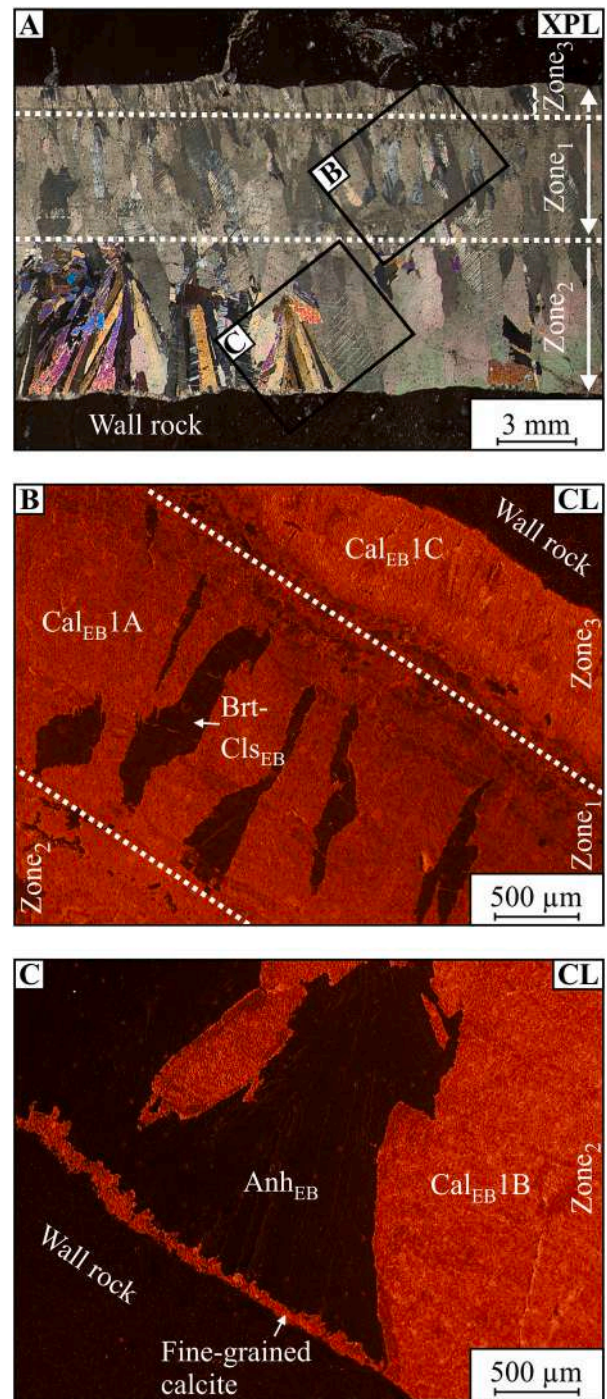 A
XPL
Zone3
Zone1
Zone2
B
C
Wall rock
3 mm
B
CL
Wall rock
CalEB1C
CalEB1A
Zone3
Brt-
ClsEB
Zone1
Zone2
500 µm
C
CL
AnhEB
CalEB1B
Zone2
Wall rock
Fine-grained
calcite
500 µm